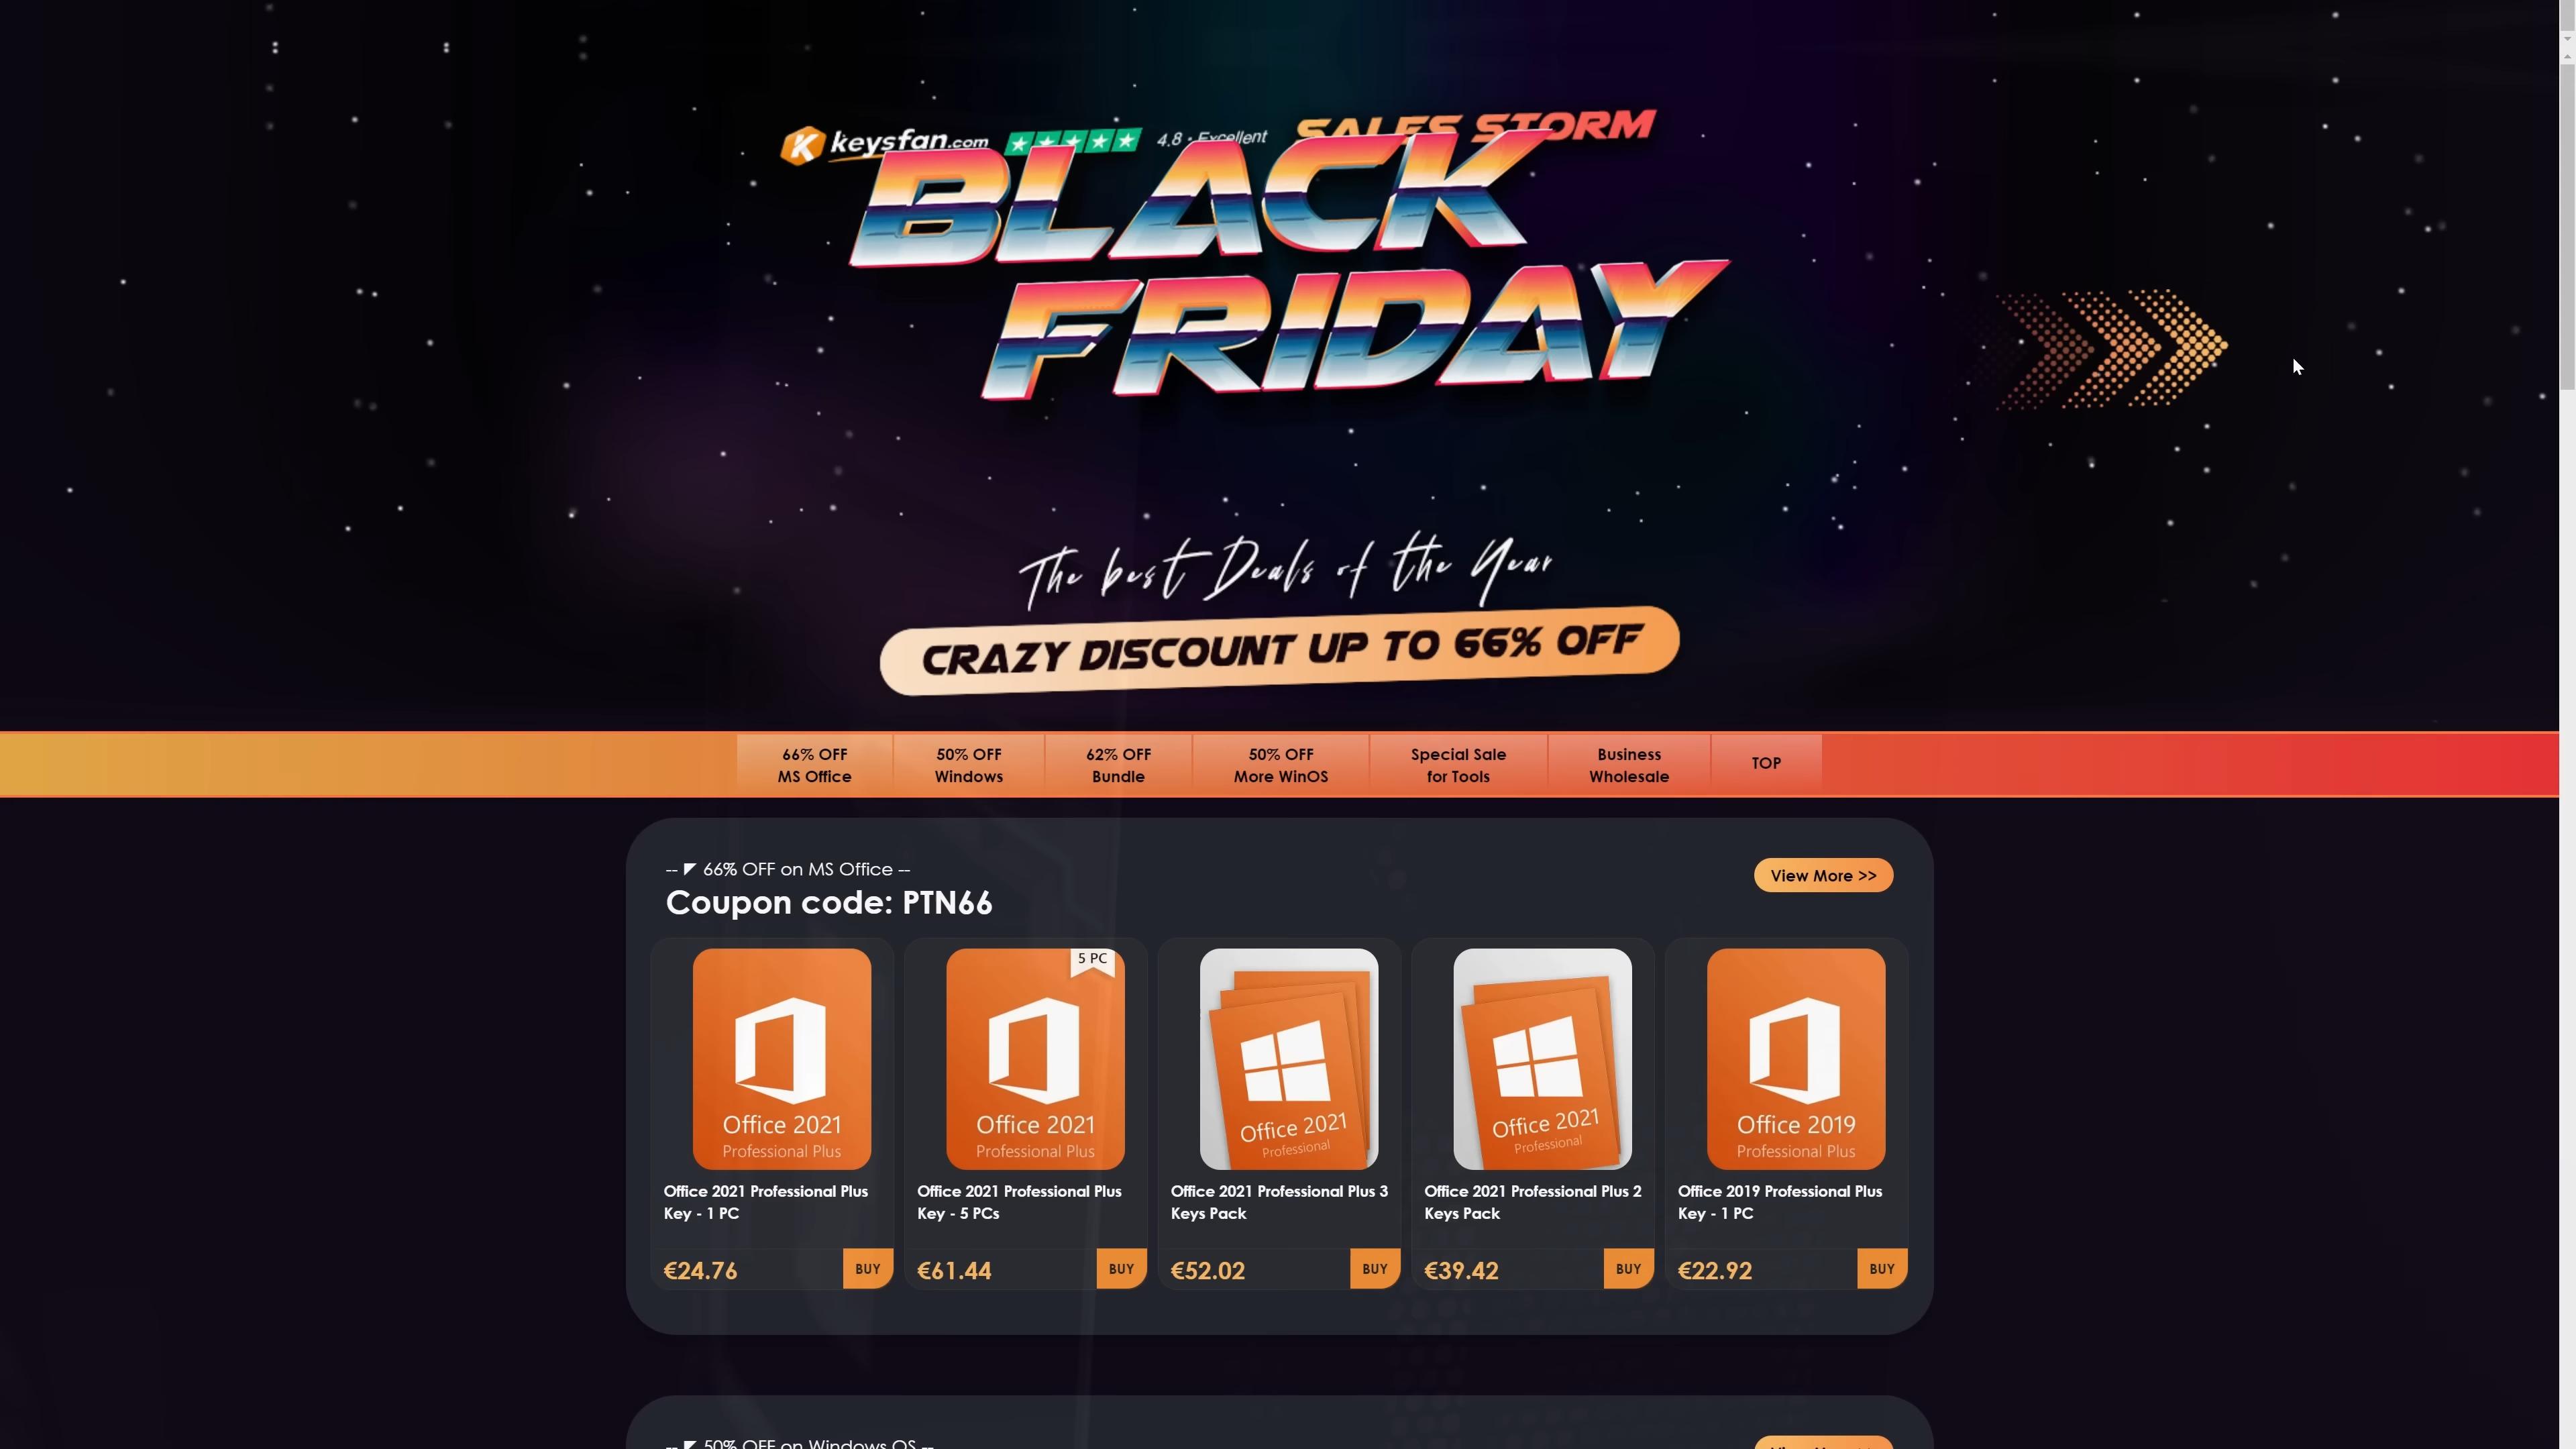 keysfan.com 4.8 • Excellent SALES STORM
BLACK
FRIDAY
The best Deals of the Year
CRAZY DISCOUNT UP TO 66% OFF
66% OFF
MS Office
50% OFF
Windows
62% OFF
Bundle
50% OFF
More WinOS
Special Sale
for Tools
Business
Wholesale
TOP
-- ◤ 66% OFF on MS Office --
View More >>
Coupon code: PTN66
Office 2021
Professional Plus
5 PC
Office 2021
Professional Plus
Office 2021
Professional
Office 2021
Professional
Office 2019
Professional Plus
Office 2021 Professional Plus
Key - 1 PC
Office 2021 Professional Plus
Key - 5 PCs
Office 2021 Professional Plus 3
Keys Pack
Office 2021 Professional Plus 2
Keys Pack
Office 2019 Professional Plus
Key - 1 PC
€24.76 BUY
€61.44 BUY
€52.02 BUY
€39.42 BUY
€22.92 BUY
-- ◤ 50% OFF on Windows OS --